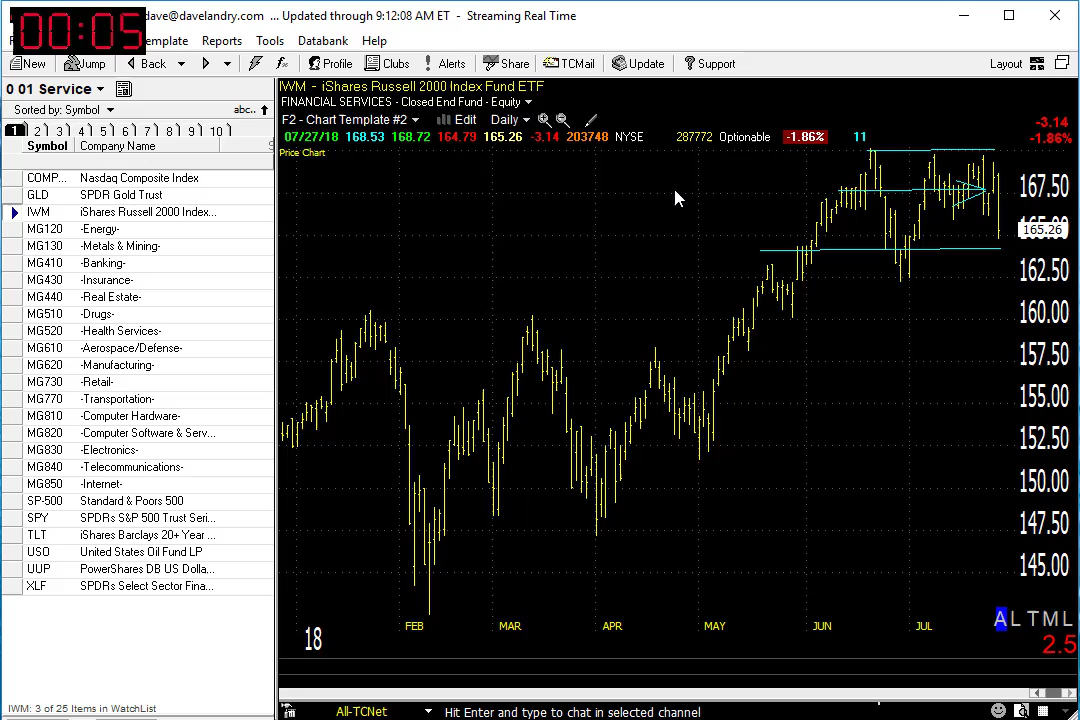 00:05
dave@davelandry.com ... Updated through 9:12:08 AM ET - Streaming Real Time
emplate Reports Tools Databank Help
New Jump Back Profile Clubs Alerts Share TCMail Update Support Layout
0 01 Service
Sorted by: Symbol abc..
1 2 3 4 5 6 7 8 9 10
Symbol Company Name
COMP... Nasdaq Composite Index
GLD SPDR Gold Trust
IWM iShares Russell 2000 Index...
MG120 -Energy-
MG130 -Metals & Mining-
MG410 -Banking-
MG430 -Insurance-
MG440 -Real Estate-
MG510 -Drugs-
MG520 -Health Services-
MG610 -Aerospace/Defense-
MG620 -Manufacturing-
MG730 -Retail-
MG770 -Transportation-
MG810 -Computer Hardware-
MG820 -Computer Software & Serv...
MG830 -Electronics-
MG840 -Telecommunications-
MG850 -Internet-
SP-500 Standard & Poors 500
SPY SPDRs S&P 500 Trust Seri...
TLT iShares Barclays 20+ Year ...
USO United States Oil Fund LP
UUP PowerShares DB US Dolla...
XLF SPDRs Select Sector Fina...
IWM: 3 of 25 Items in WatchList
IWM - iShares Russell 2000 Index Fund ETF
FINANCIAL SERVICES - Closed End Fund - Equity
F2 - Chart Template #2 Edit Daily
07/27/18 168.53 168.72 164.79 165.26 -3.14 203748 NYSE 287772 Optionable -1.86% 11
-3.14
-1.86%
Price Chart
167.50
165.26
162.50
160.00
157.50
155.00
152.50
150.00
147.50
145.00
A L T M L
2.5
FEB MAR APR MAY JUN JUL
18
All-TCNet Hit Enter and type to chat in selected channel